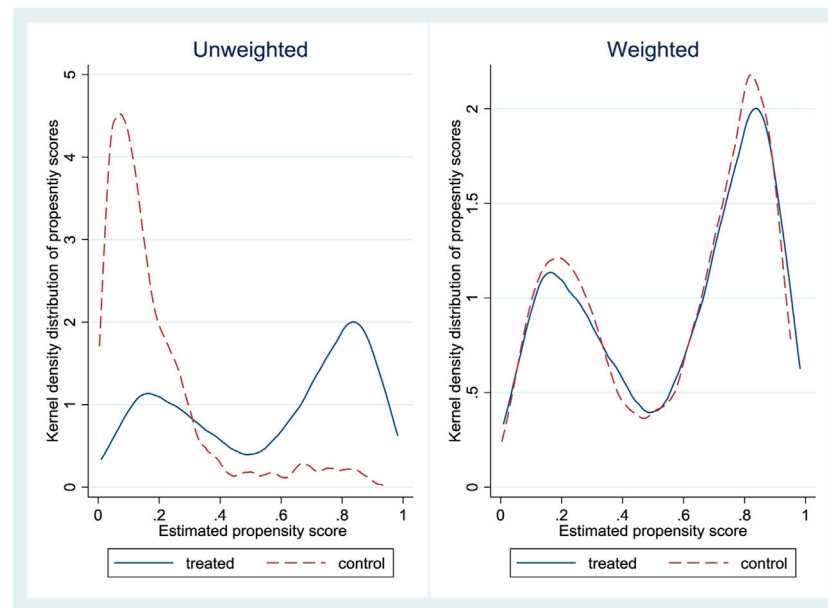 Unweighted
Kernel density distribution of propesntiy scores
5
4
3
2
1
0
0 .2 .4 .6 .8 1
Estimated propensity score
treated control
Weighted
Kernel density distribution of propesntiy scores
2
1.5
1
.5
0
0 .2 .4 .6 .8 1
Estimated propensity score
treated control